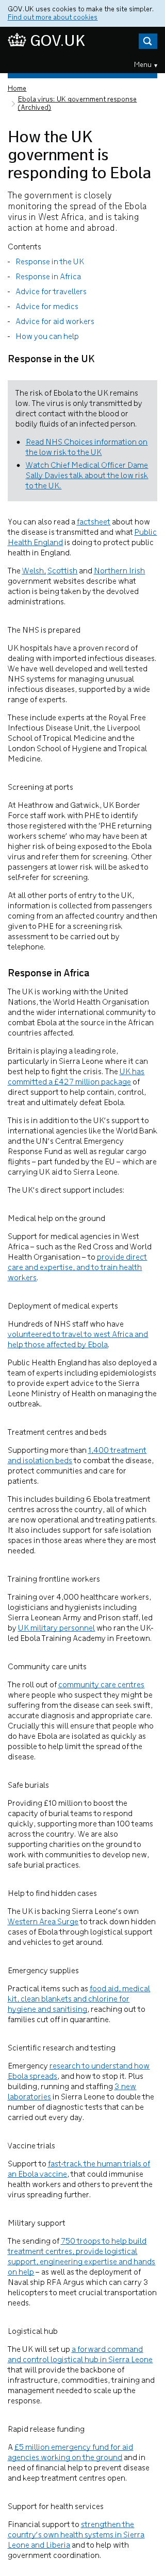 GOV.UK uses cookies to make the site simpler.
Find out more about cookies
GOV.UK
Menu ▾
Home
Ebola virus: UK government response
(Archived)
How the UK
government is
responding to Ebola
The government is closely
monitoring the spread of the Ebola
virus in West Africa, and is taking
action at home and abroad.
Contents
- Response in the UK
- Response in Africa
- Advice for travellers
- Advice for medics
- Advice for aid workers
- How you can help
Response in the UK
The risk of Ebola to the UK remains
low. The virus is only transmitted by
direct contact with the blood or
bodily fluids of an infected person.
• Read NHS Choices information on
the low risk to the UK
• Watch Chief Medical Officer Dame
Sally Davies talk about the low risk
to the UK.
You can also read a factsheet about how
the disease is transmitted and what Public
Health England is doing to protect public
health in England.
The Welsh, Scottish and Northern Irish
governments have also produced
information about the action being taken
in the areas covered by the devolved
administrations.
The NHS is prepared
UK hospitals have a proven record of
dealing with imported infectious diseases.
We have well developed and well tested
NHS systems for managing unusual
infectious diseases, supported by a wide
range of experts.
These include experts at the Royal Free
Infectious Disease Unit, the Liverpool
School of Tropical Medicine and the
London School of Hygiene and Tropical
Medicine.
Screening at ports
At Heathrow and Gatwick, UK Border
Force staff work with PHE to identify
those registered with the 'PHE returning
workers scheme' who may have been at
higher risk of being exposed to the Ebola
virus and refer them for screening. Other
passengers at low risk will be asked to
self-refer for screening.
At all other ports of entry to the UK,
information is collected from passengers
coming from an affected country and then
given to PHE for a screening risk
assessment to be carried out by
telephone.
Response in Africa
The UK is working with the United
Nations, the World Health Organisation
and the wider international community to
combat Ebola at the source in the African
countries affected.
Britain is playing a leading role,
particularly in Sierra Leone where it can
best help to fight the virus. The UK has
committed a £427 million package of
direct support to help contain, control,
treat and ultimately defeat Ebola.
This is in addition to the UK's support to
international agencies like the World Bank
and the UN's Central Emergency
Response Fund as well as regular cargo
flights – part funded by the EU – and are
carrying UK aid to Sierra Leone.
The UK's direct support includes:
Medical help on the ground
Support for medical agencies in West
Africa – such as the Red Cross and World
Health Organisation – to provide direct
care and expertise, and to train health
workers.
Deployment of medical experts
Hundreds of NHS staff who have
volunteered to travel to west Africa and
help those affected by Ebola.
Public Health England has also deployed
team of experts including epidemiologists
to provide expert advice to the Sierra
Leone Ministry of Health on managing the
outbreak.
Treatment centres and beds
Supporting more than 1,400 treatment
and isolation beds to combat the disease,
protect communities and care for
patients.
This includes building 6 Ebola treatment
centres across the country, all of which
are now operational and treating patients.
It also includes support for safe isolation
spaces in areas where they are most
needed.
Training frontline workers
Training over 4,000 healthcare workers,
logisticians and hygienists including
Sierra Leonean Army and Prison staff, led
by UK military personnel who ran the UK-
led Ebola Training Academy in Freetown.
Community care units
The roll out of community care centres
where people who suspect they might be
suffering from the disease can seek swift,
accurate diagnosis and appropriate care.
Crucially this will ensure that people who
do have Ebola are isolated as quickly as
possible to help limit the spread of the
disease.
Safe burials
Providing £10 million to boost the
capacity of burial teams to respond
quickly, supporting more than 100 teams
across the country. We are also
supporting work with communities to
cope with cultural shifts to new, developed
safe burial practices.
Help to find hidden cases
The UK is backing Sierra Leone's own
Western Area Surge to track down hidden
cases of Ebola through logistical support
and vehicles to get around.
Emergency supplies
Practical items such as food aid, medical
kit, clean blankets and chlorine for
hygiene and sanitising, reaching out to
families cut off in quarantine.
Scientific research and testing
Emergency research to understand how
Ebola spreads, and how to stop it. Plus
building, running and staffing 3 new
laboratories in Sierra Leone to double the
number of diagnostic tests that can be
carried out every day.
Vaccine trials
Support to fast-track the human trials of
an Ebola vaccine, that could immunise
health workers and others to prevent the
virus spreading further.
Military support
The sending of 750 troops to help build
treatment centres, provide logistical
support, engineering expertise and hands
on help – as well as the deployment of
Naval ship RFA Argus which can carry 3
helicopters to meet crucial transportation
needs.
Logistical hub
The UK will set up a forward command
and control logistical hub in Sierra Leone
that will provide the backbone of
infrastructure, commodities, training and
management needed to scale up the
response.
Rapid release funding
A £5 million emergency fund for aid
agencies working on the ground and in
need of financial help to prevent disease
and keep treatment centres open.
Support for health services
Financial support to strengthen the
country's own health systems in Sierra
Leone and Liberia and to help with
government coordination.